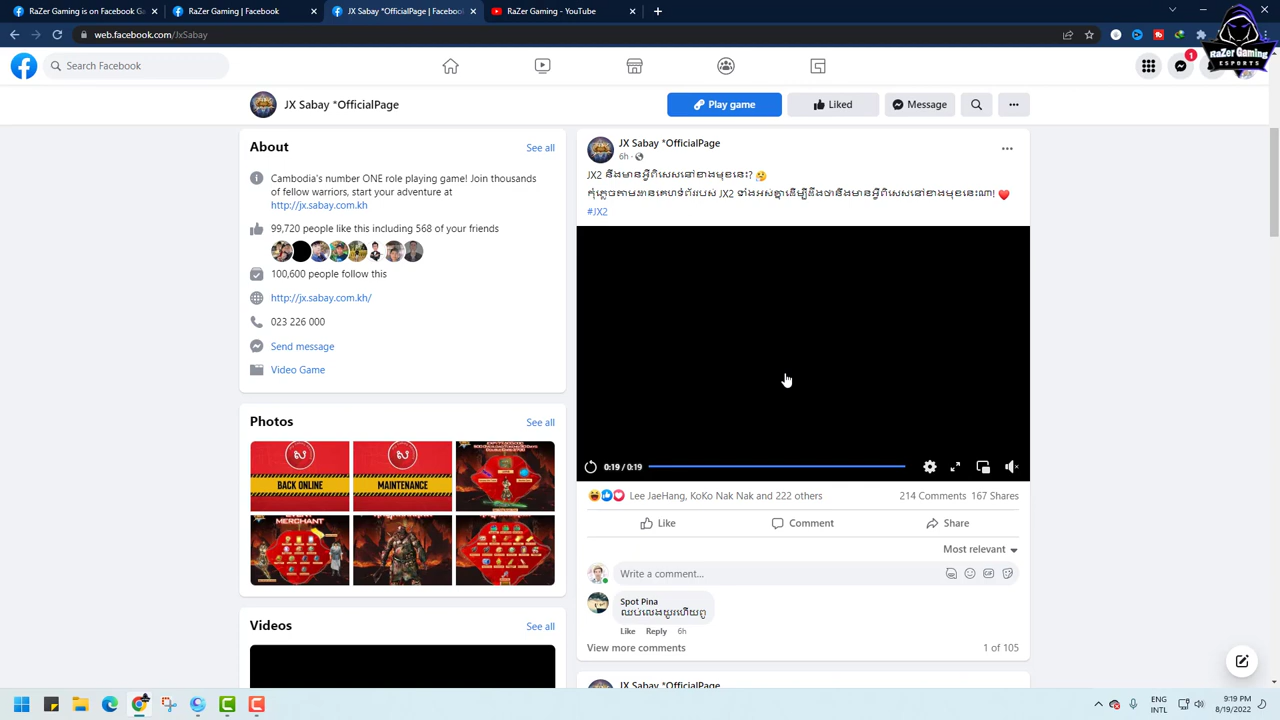 RaZer Gaming is on Facebook G
RaZer Gaming | Facebook
JX Sabay *OfficialPage | Facebook
RaZer Gaming - YouTube
web.facebook.com/JxSabay
RaZer Gaming
ESPORTS
Search Facebook
1
JX Sabay *OfficialPage
Play game
Liked
Message
About
See all
Cambodia's number ONE role playing game! Join thousands
of fellow warriors, start your adventure at
http://jx.sabay.com.kh
99,720 people like this including 568 of your friends
100,600 people follow this
http://jx.sabay.com.kh/
023 226 000
Send message
Video Game
Photos
See all
BACK ONLINE
MAINTENANCE
EVENT
MERCHANT
Videos
See all
JX Sabay *OfficialPage
6h
JX2 នឹងមានអ្វីពិសេសនៅខាងមុខនេះ?
កុំភ្លេចតាមដានគេហទំព័ររបស់ JX2 ទាំងអស់គ្នាដើម្បីដឹងថានឹងមានអ្វីពិសេសនៅខាងមុខនេះណា!
#JX2
0:19 / 0:19
Lee JaeHang, KoKo Nak Nak and 222 others
214 Comments 167 Shares
Like
Comment
Share
Most relevant
Write a comment...
Spot Pina
ឈប់លេងយូរហើយពូ
Like Reply 6h
View more comments
1 of 105
JX Sabay *OfficialPage
ENG
INTL
9:19 PM
8/19/2022